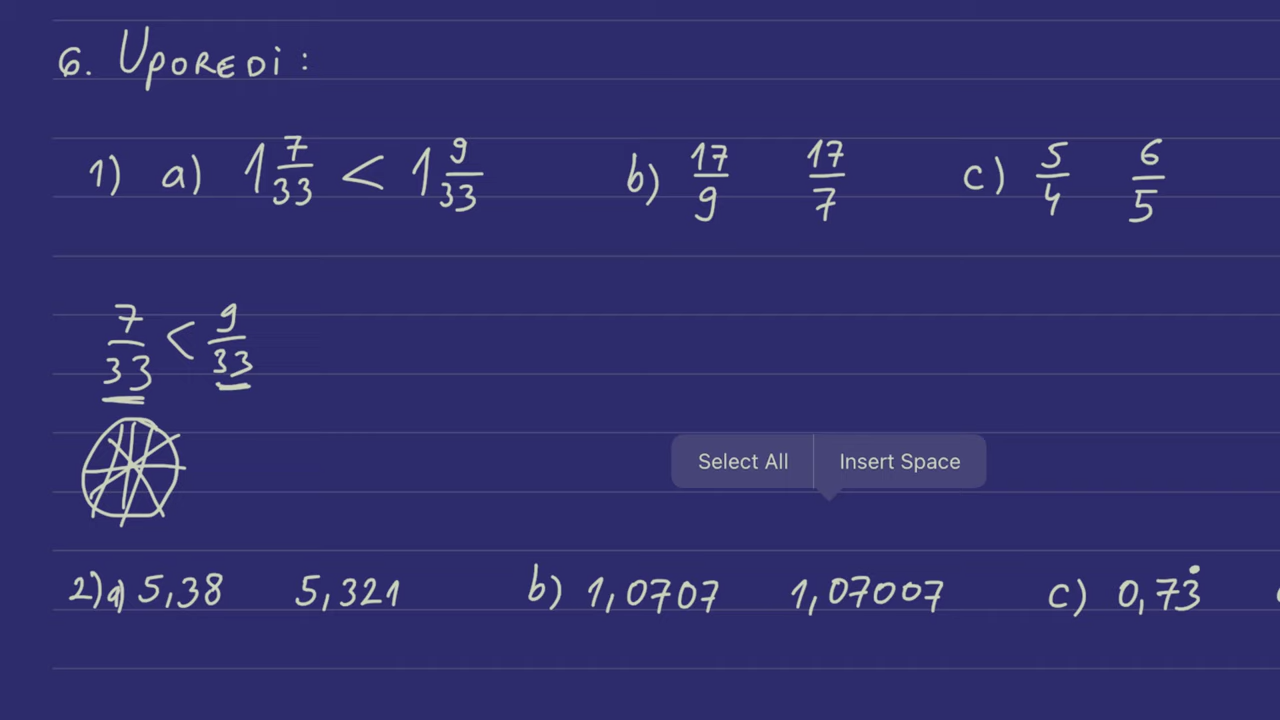 6. UPOREDI:
1) a) 1 7/33 < 1 9/33 b) 17/9 17/7 c) 5/4 6/5
7/33 < 9/33
Select All Insert Space
2) a) 5,38 5,321 b) 1,0707 1,07007 c) 0,73̇